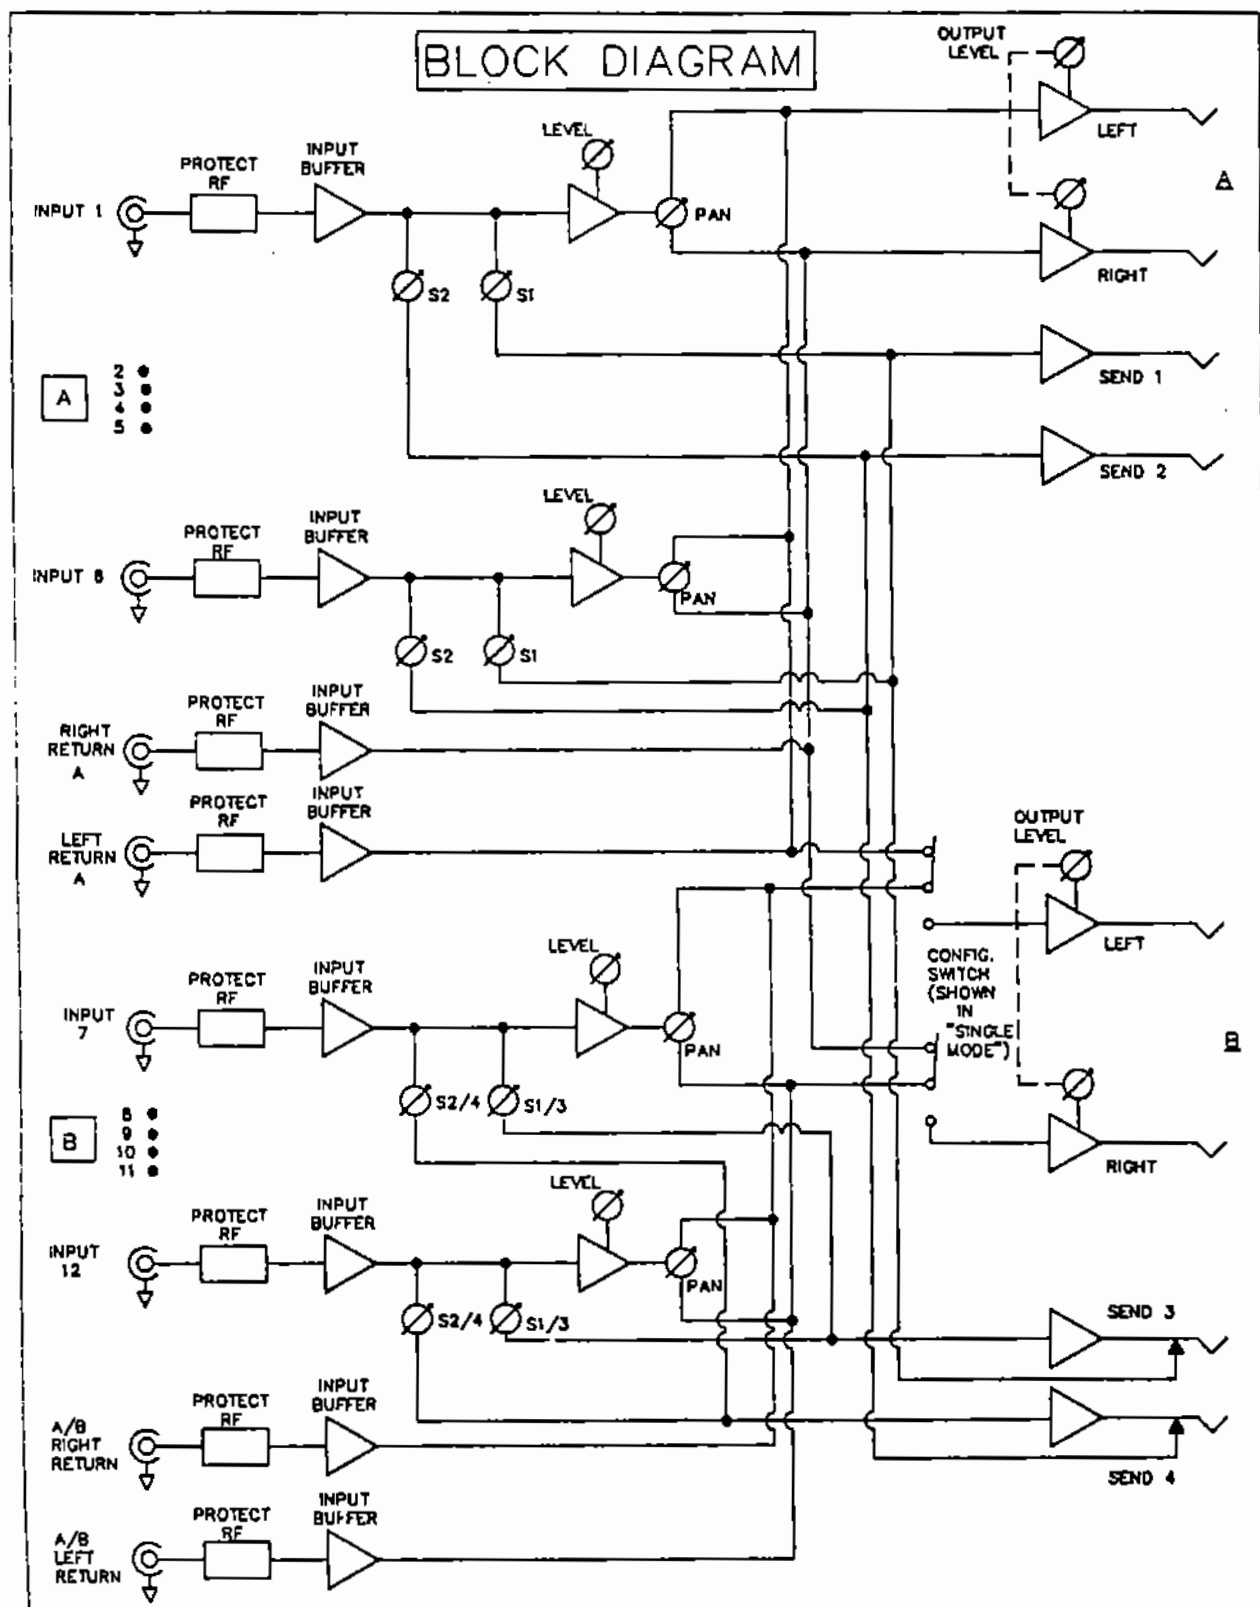 BLOCK DIAGRAM
OUTPUT
LEVEL
LEFT
A
RIGHT
LEVEL
INPUT
BUFFER
PROTECT
RF
INPUT 1
PAN
S2
S1
SEND 1
SEND 2
A
2
3
4
5
LEVEL
INPUT
BUFFER
PROTECT
RF
INPUT 6
PAN
S2
S1
RIGHT
RETURN
A
PROTECT
RF
INPUT
BUFFER
LEFT
RETURN
A
PROTECT
RF
INPUT
BUFFER
OUTPUT
LEVEL
LEFT
CONFIG.
SWITCH
(SHOWN
IN
"SINGLE
MODE")
B
RIGHT
LEVEL
INPUT
BUFFER
PROTECT
RF
INPUT
7
PAN
S2/4
S1/3
B
8
9
10
11
LEVEL
INPUT
BUFFER
PROTECT
RF
INPUT
12
PAN
S2/4
S1/3
SEND 3
SEND 4
A/B
RIGHT
RETURN
PROTECT
RF
INPUT
BUFFER
A/B
LEFT
RETURN
PROTECT
RF
INPUT
BUFFER